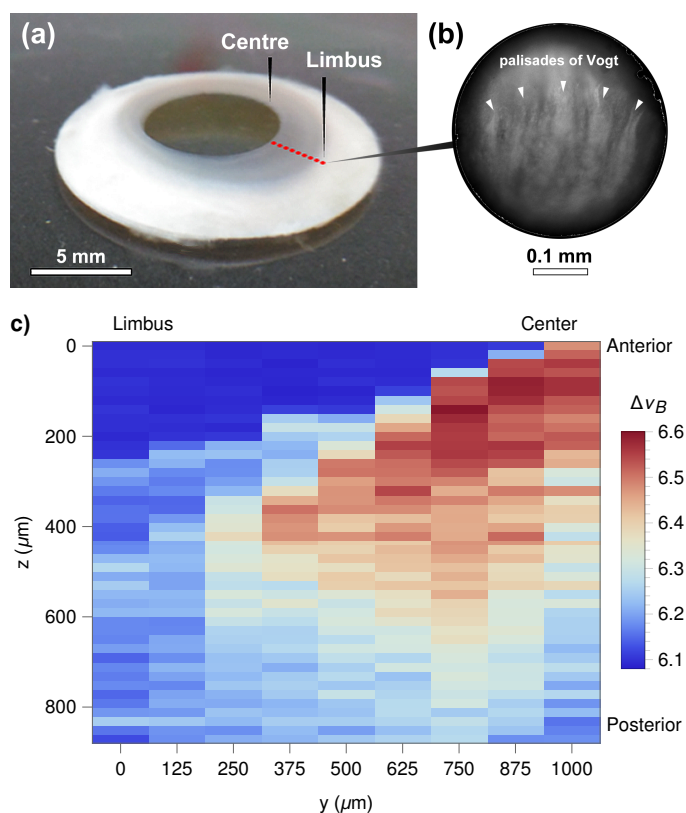 (a)
Centre
Limbus
5 mm
(b)
palisades of Vogt
0.1 mm
c)
Limbus
Center
Anterior
Posterior
0
200
400
600
800
z (µm)
0 125 250 375 500 625 750 875 1000
y (µm)
Δν_B
6.6
6.5
6.4
6.3
6.2
6.1